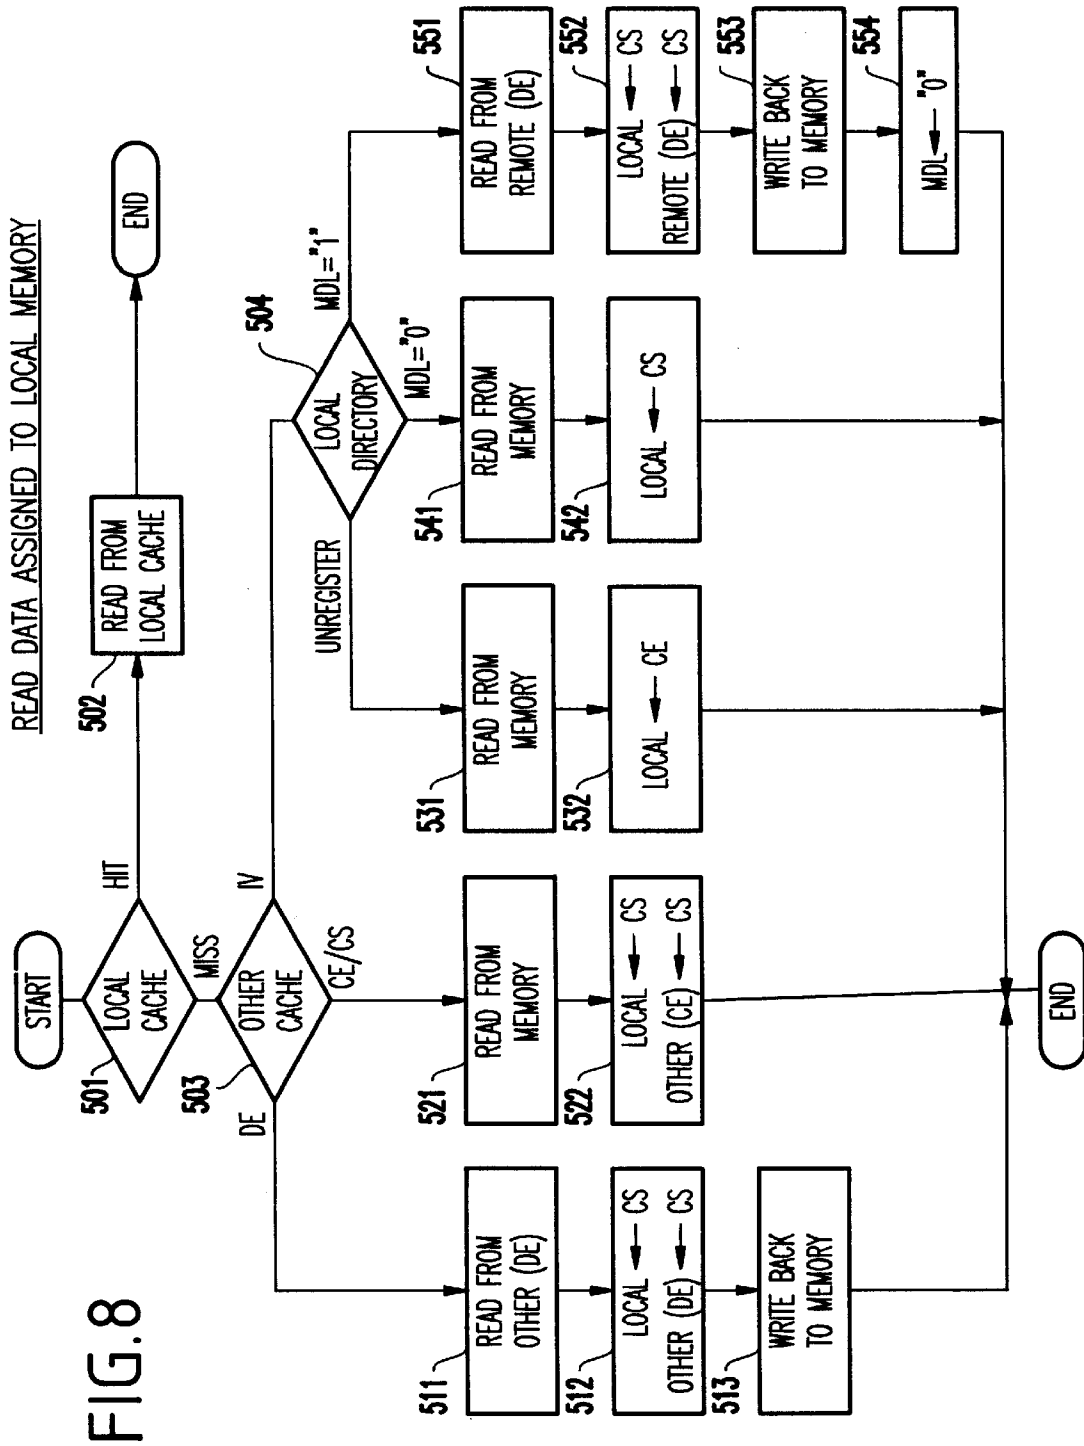 FIG.8
READ DATA ASSIGNED TO LOCAL MEMORY
START
501
LOCAL
CACHE
HIT
502
READ FROM
LOCAL CACHE
END
MISS
503
OTHER
CACHE
DE
CE/CS
IV
504
LOCAL
DIRECTORY
UNREGISTER
MDL="0"
MDL="1"
511
READ FROM
OTHER (DE)
512
LOCAL ← CS
OTHER (DE) ← CS
513
WRITE BACK
TO MEMORY
521
READ FROM
MEMORY
522
LOCAL ← CS
OTHER (CE) ← CS
531
READ FROM
MEMORY
532
LOCAL ← CE
541
READ FROM
MEMORY
542
LOCAL ← CS
551
READ FROM
REMOTE (DE)
552
LOCAL ← CS
REMOTE (DE) ← CS
553
WRITE BACK
TO MEMORY
554
MDL ← "0"
END